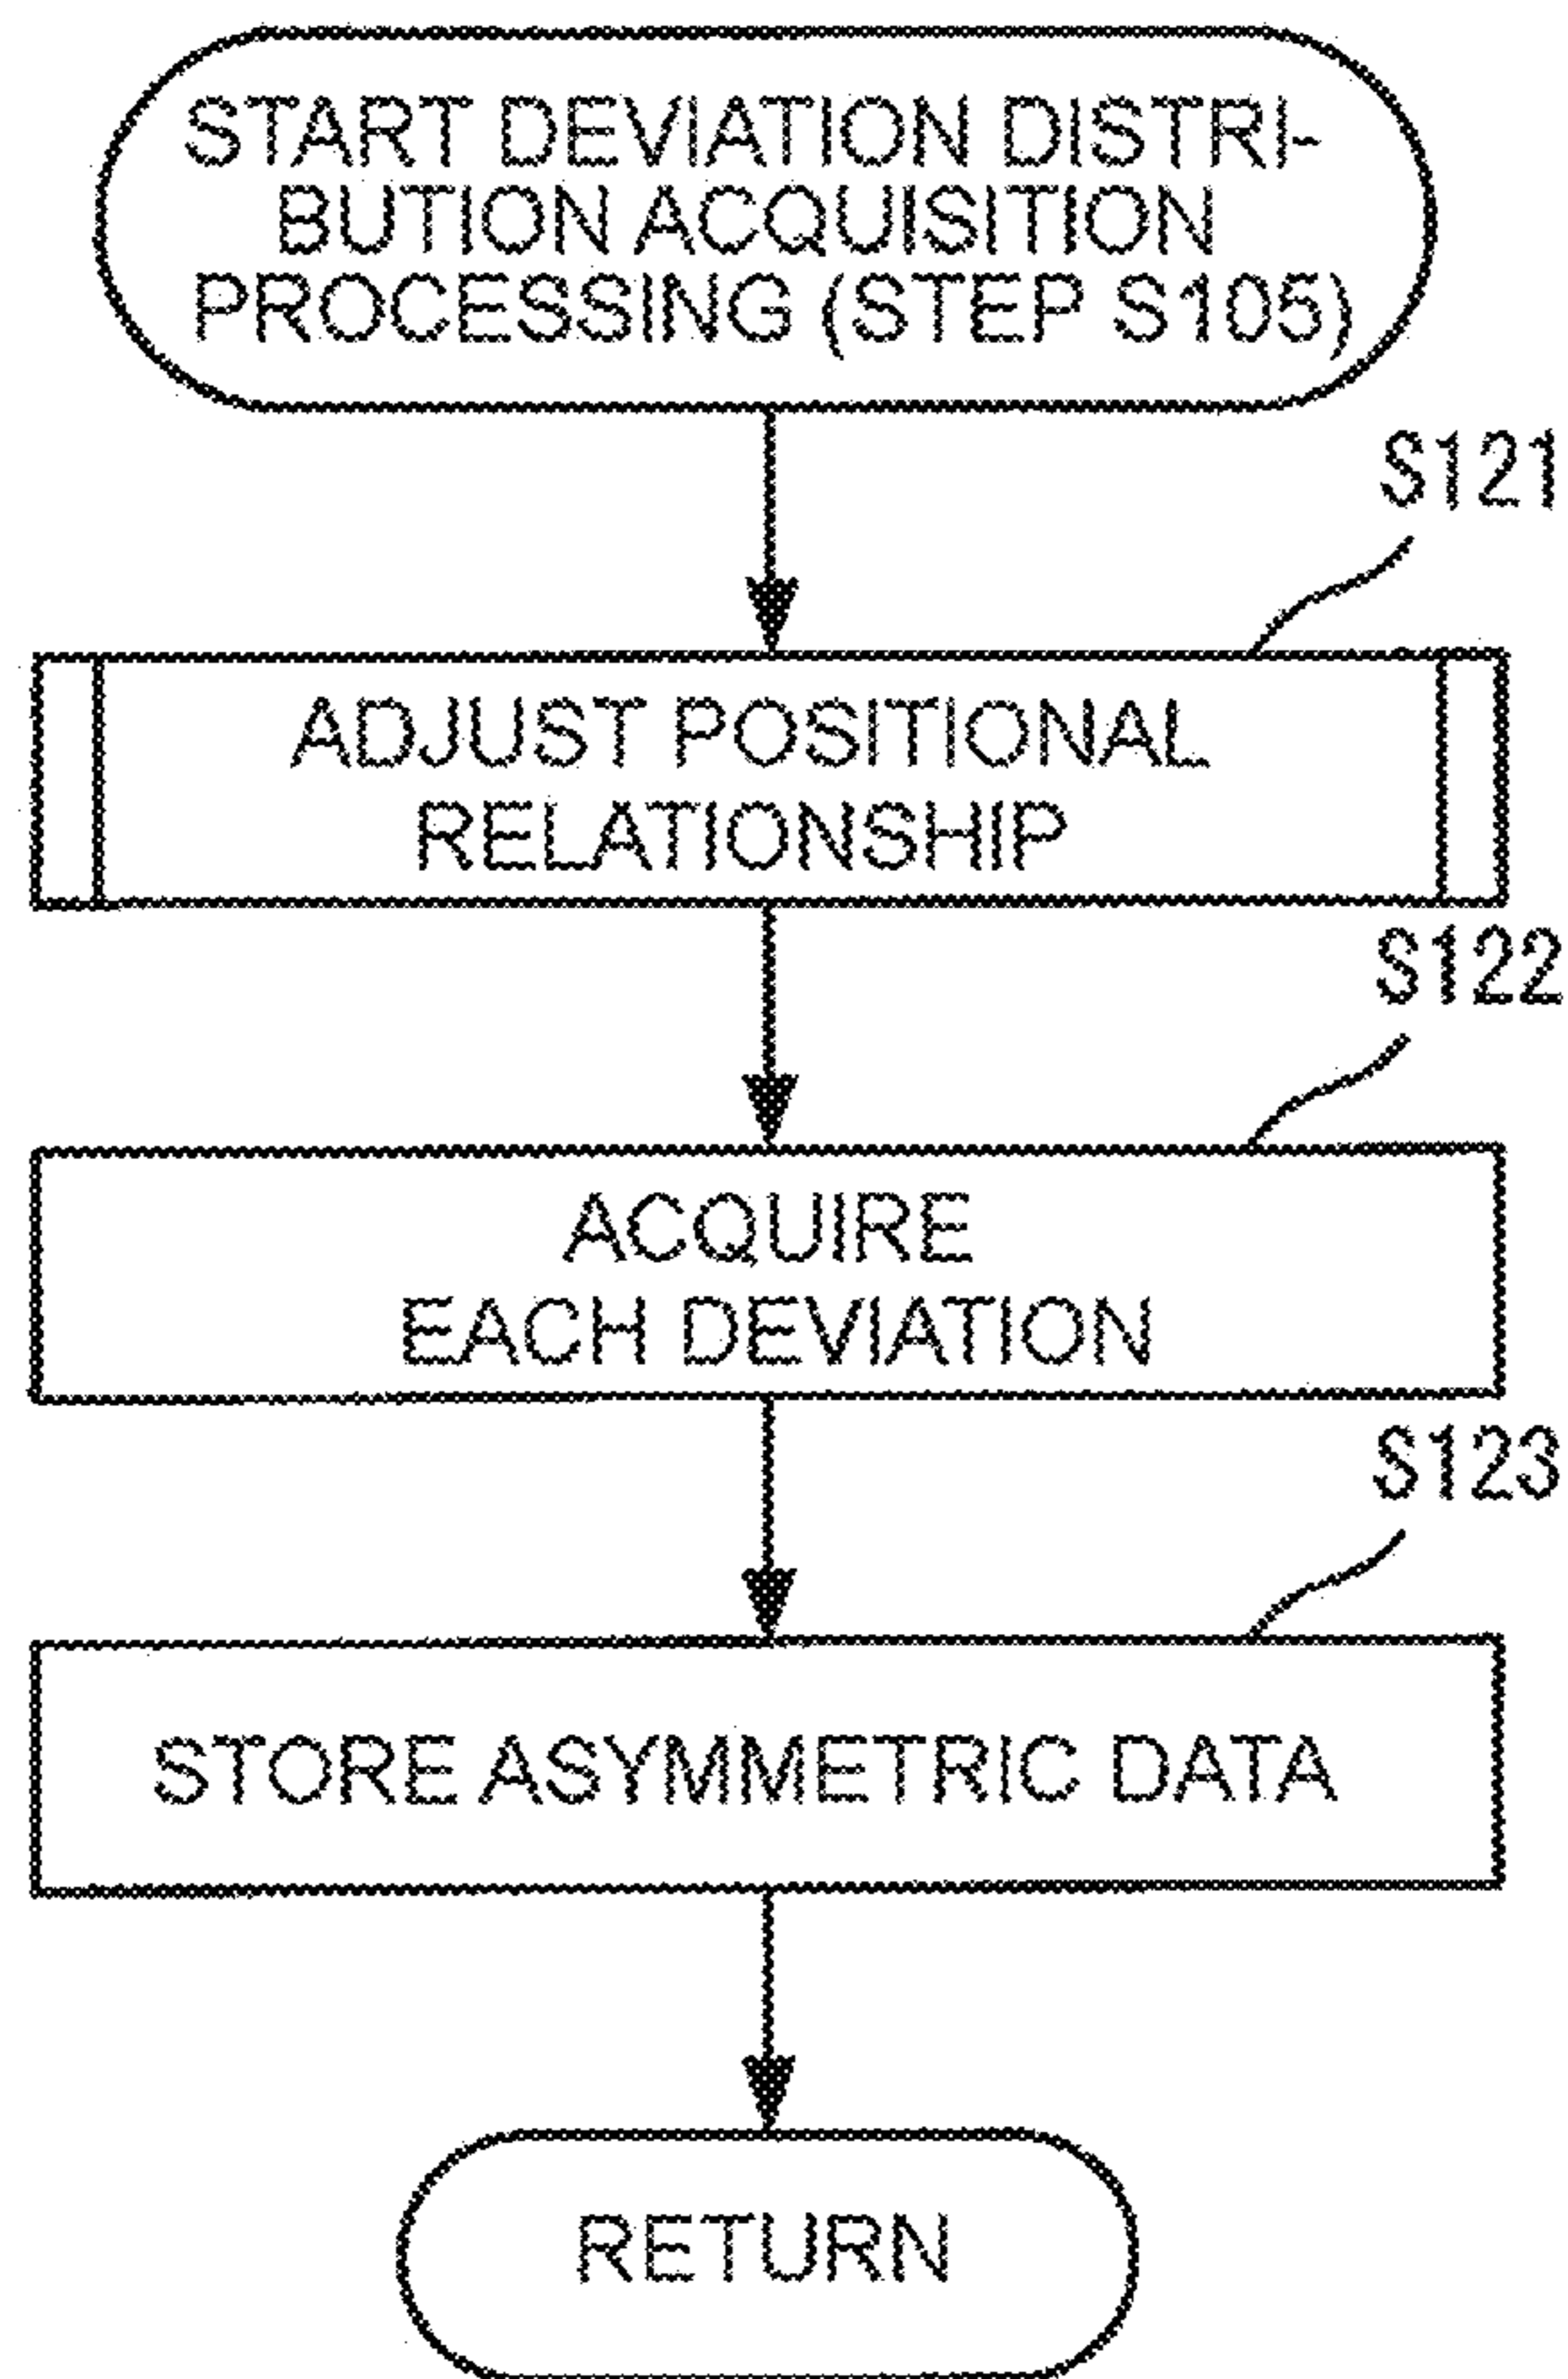 START DEVIATION DISTRI-
BUTION ACQUISITION
PROCESSING (STEP S105)
S121
ADJUST POSITIONAL
RELATIONSHIP
S122
ACQUIRE
EACH DEVIATION
S123
STORE ASYMMETRIC DATA
RETURN